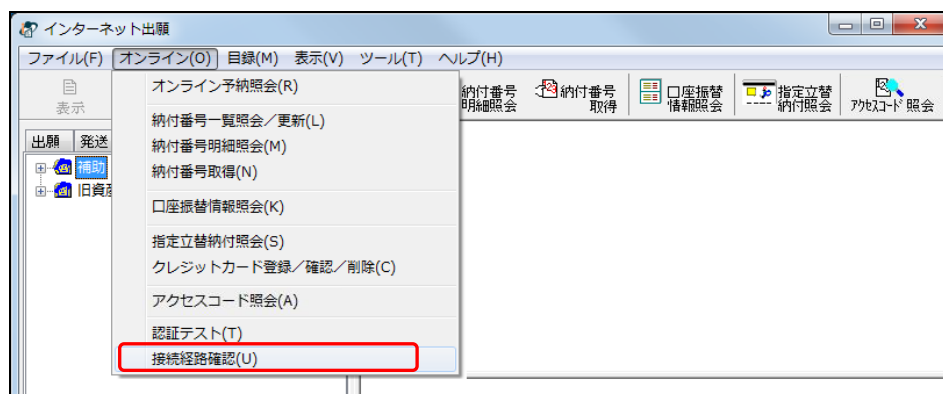 インターネット出願
ファイル(F) オンライン(O) 目録(M) 表示(V) ツール(T) ヘルプ(H)
表示
納付番号明細照会
納付番号取得
口座振替情報照会
指定立替納付照会
アクセスコード照会
出願 発送
補助
旧資
オンライン予納照会(R)
納付番号一覧照会／更新(L)
納付番号明細照会(M)
納付番号取得(N)
口座振替情報照会(K)
指定立替納付照会(S)
クレジットカード登録／確認／削除(C)
アクセスコード照会(A)
認証テスト(T)
接続経路確認(U)